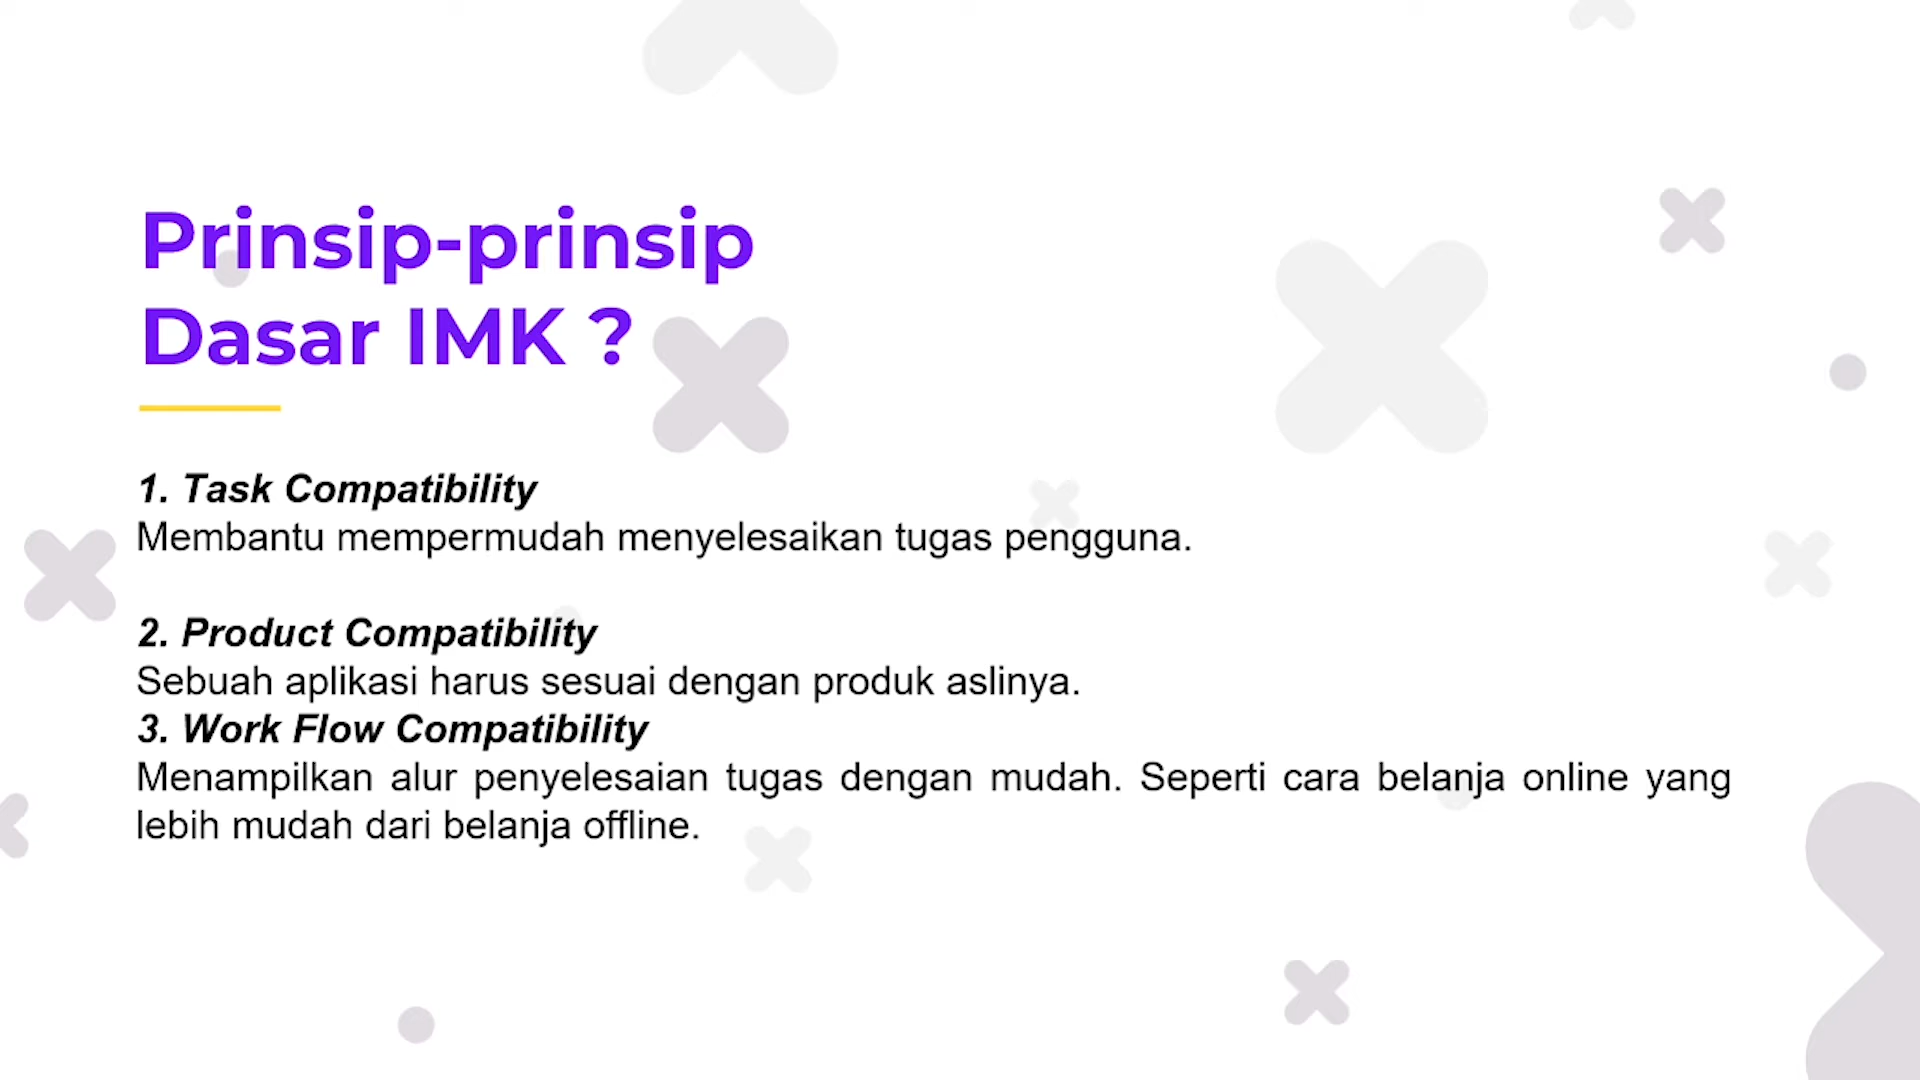 Prinsip-prinsip
Dasar IMK ?
1. Task Compatibility
Membantu mempermudah menyelesaikan tugas pengguna.
2. Product Compatibility
Sebuah aplikasi harus sesuai dengan produk aslinya.
3. Work Flow Compatibility
Menampilkan alur penyelesaian tugas dengan mudah. Seperti cara belanja online yang
lebih mudah dari belanja offline.